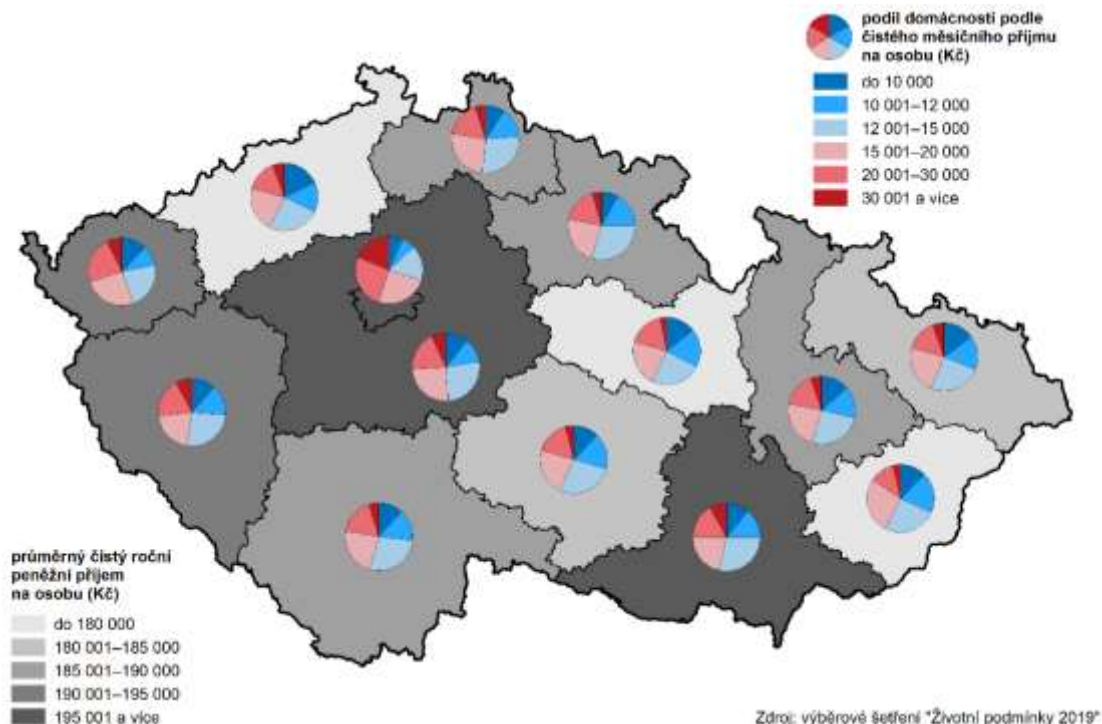 podíl domácností podle
čistého měsíčního příjmu
na osobu (Kč)
do 10 000
10 001–12 000
12 001–15 000
15 001–20 000
20 001–30 000
30 001 a více
průměrný čistý roční
peněžní příjem
na osobu (Kč)
do 180 000
180 001–185 000
185 001–190 000
190 001–195 000
195 001 a více
Zdroj: výběrové šetření "Životní podmínky 2019"